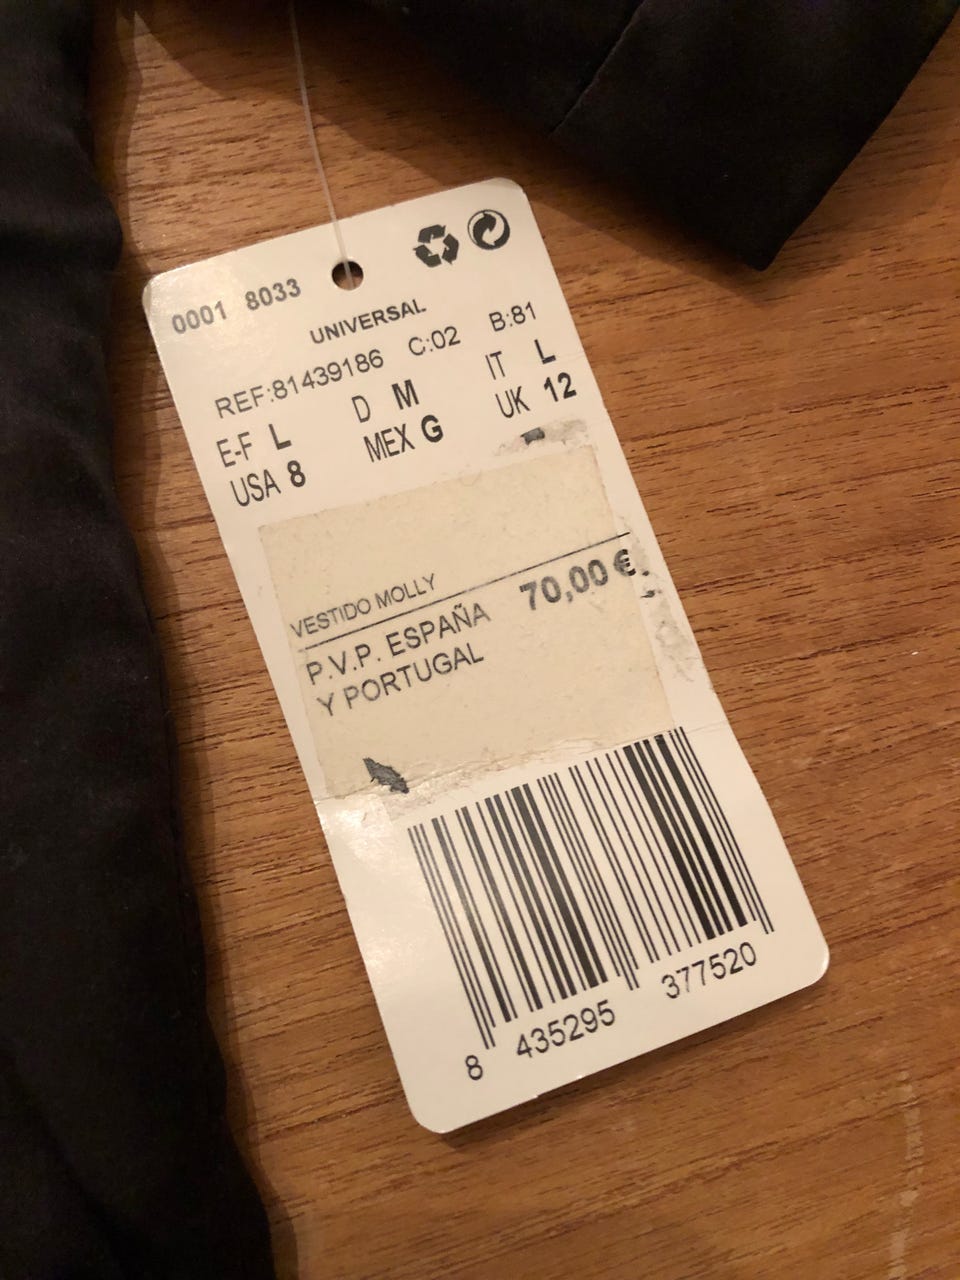 0001 8033
UNIVERSAL
REF:81439186 C:02 B:81
E-F L D M IT L
USA 8 MEX G UK 12
VESTIDO MOLLY
P.V.P. ESPAÑA 70,00 €.
Y PORTUGAL
8 435295 377520